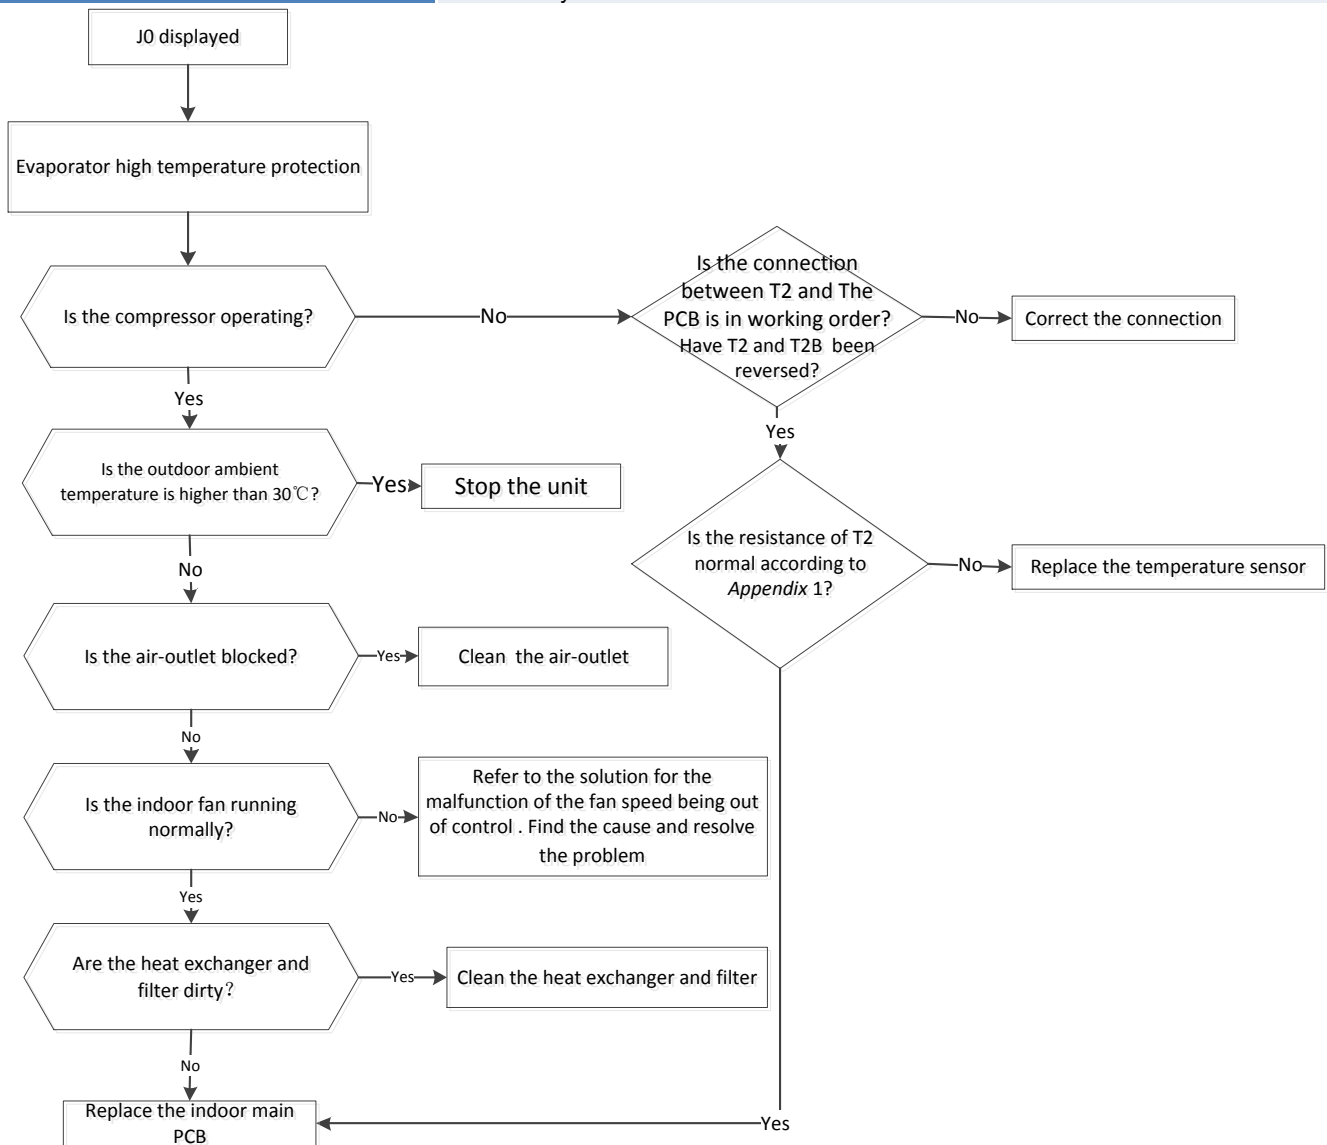 J0 displayed
Evaporator high temperature protection
Is the compressor operating?
No
Is the connection
between T2 and The
PCB is in working order?
Have T2 and T2B been
reversed?
No
Correct the connection
Yes
Yes
Is the outdoor ambient
temperature is higher than 30℃?
Yes
Stop the unit
Is the resistance of T2
normal according to
Appendix 1?
No
Replace the temperature sensor
No
Is the air-outlet blocked?
Yes
Clean the air-outlet
No
Is the indoor fan running
normally?
No
Refer to the solution for the
malfunction of the fan speed being out
of control . Find the cause and resolve
the problem
Yes
Are the heat exchanger and
filter dirty?
Yes
Clean the heat exchanger and filter
No
Replace the indoor main
PCB
Yes